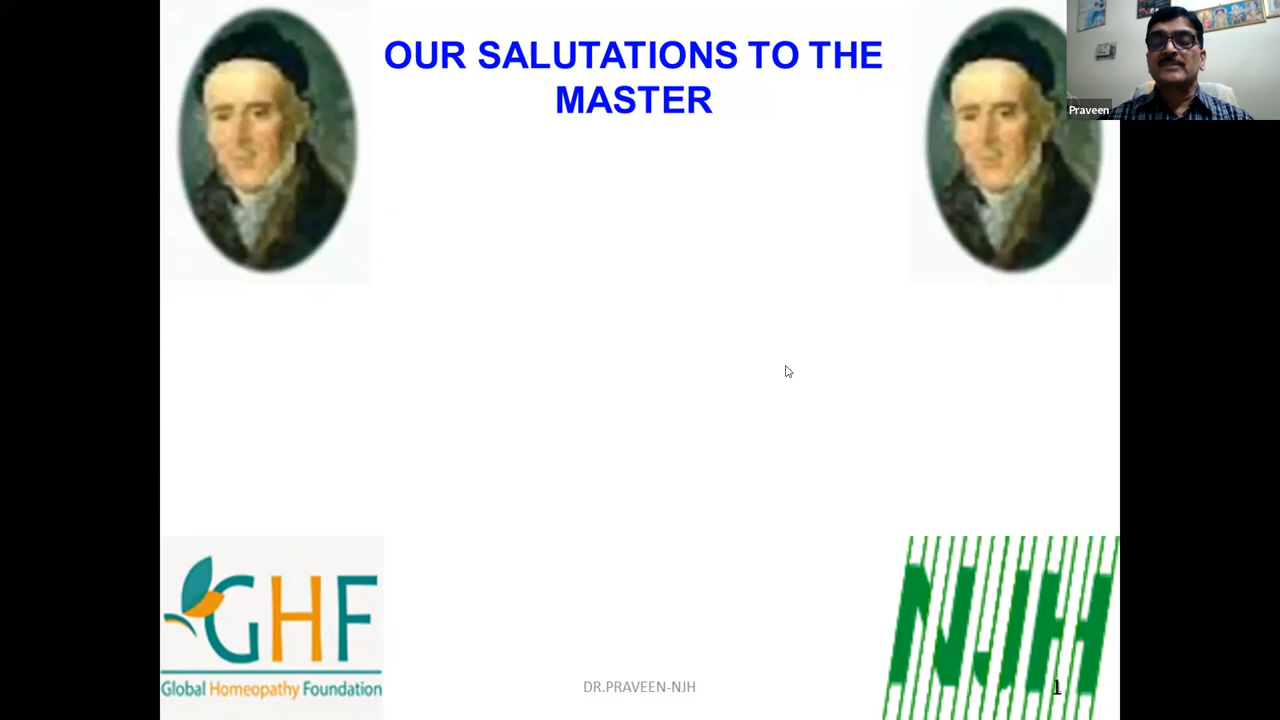 OUR SALUTATIONS TO THE
MASTER
Praveen
GHF
Global Homeopathy Foundation
DR.PRAVEEN-NJH
NJH
1